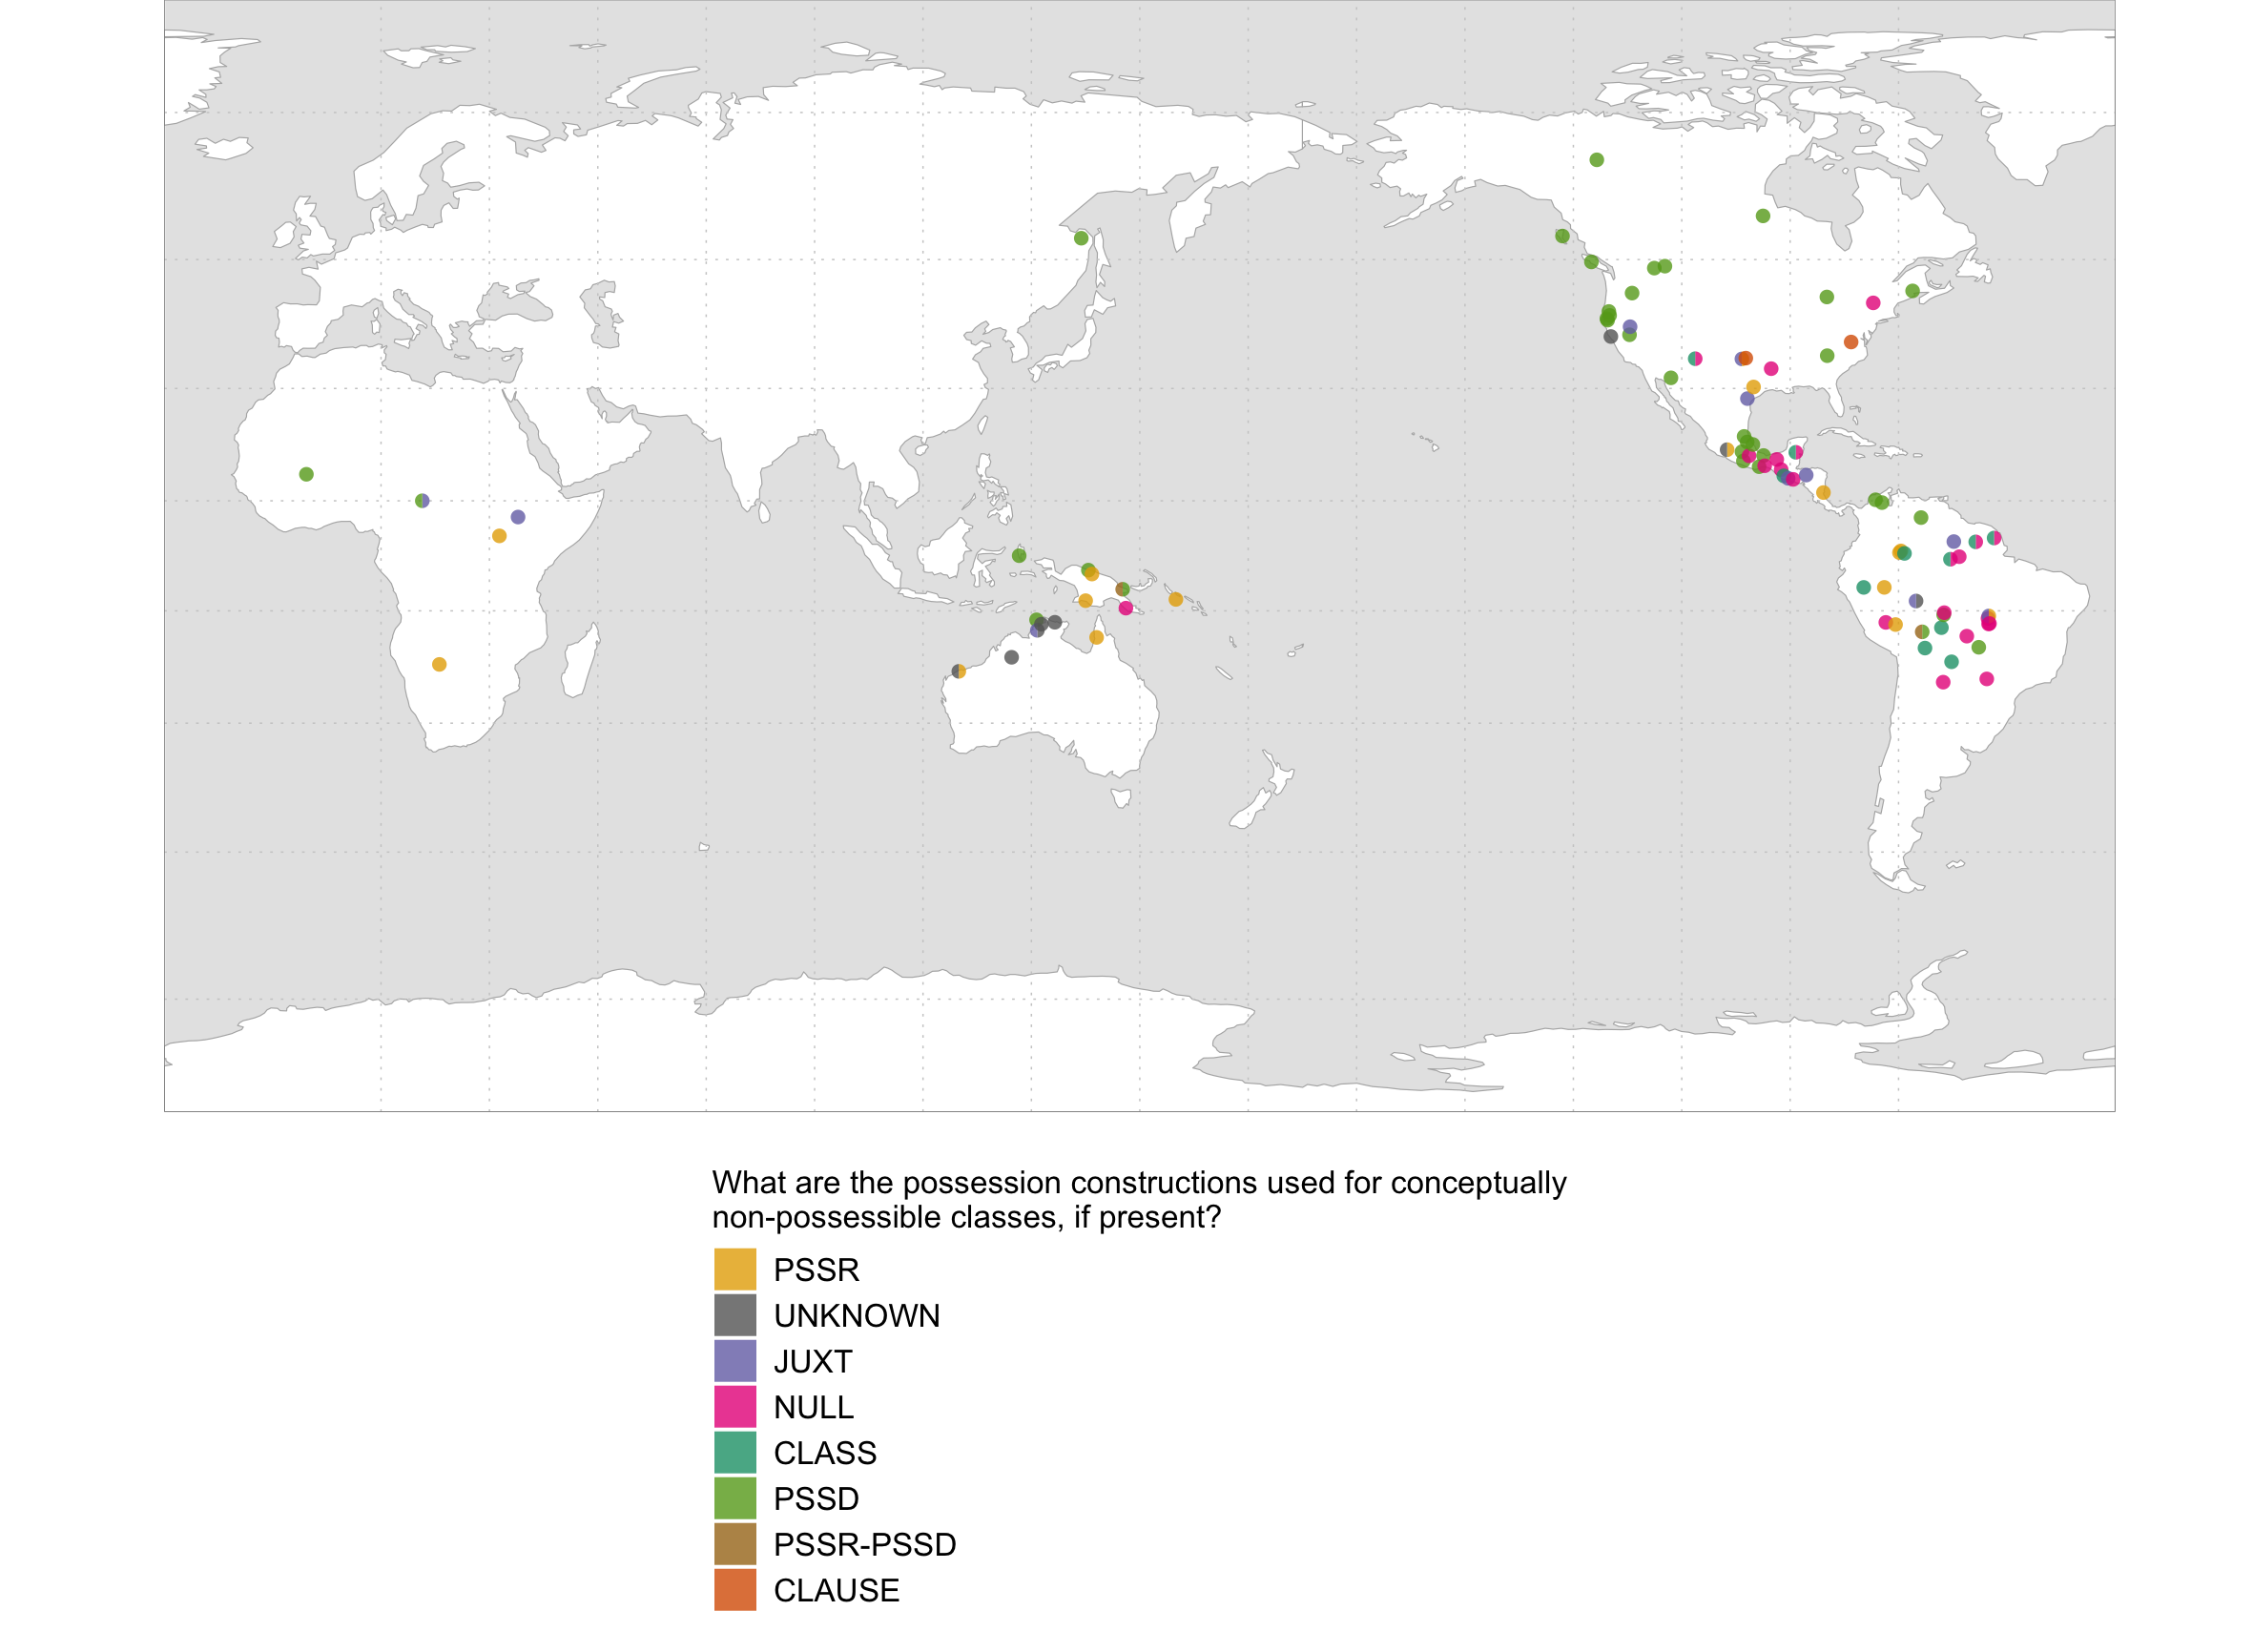 What are the possession constructions used for conceptually
non-possessible classes, if present?
PSSR
UNKNOWN
JUXT
NULL
CLASS
PSSD
PSSR-PSSD
CLAUSE